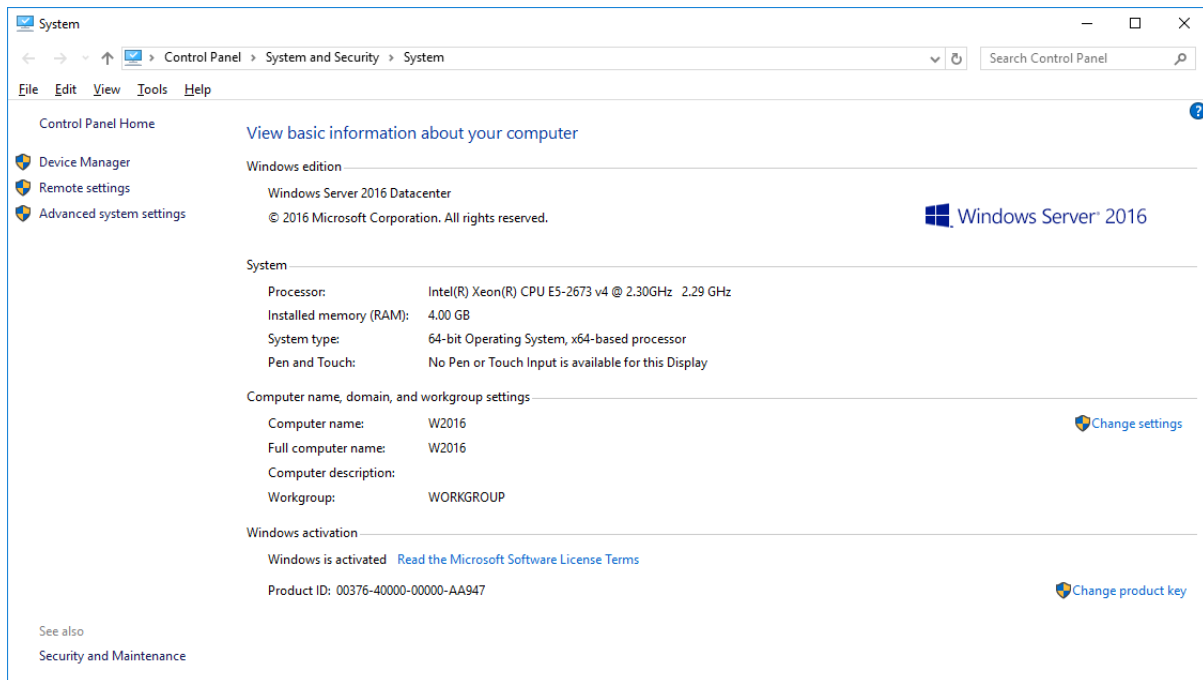 System
Control Panel > System and Security > System
Search Control Panel
File Edit View Tools Help
Control Panel Home
Device Manager
Remote settings
Advanced system settings
?
View basic information about your computer
Windows edition
Windows Server 2016 Datacenter
© 2016 Microsoft Corporation. All rights reserved.
Windows Server® 2016
System
Processor: Intel(R) Xeon(R) CPU E5-2673 v4 @ 2.30GHz 2.29 GHz
Installed memory (RAM): 4.00 GB
System type: 64-bit Operating System, x64-based processor
Pen and Touch: No Pen or Touch Input is available for this Display
Computer name, domain, and workgroup settings
Computer name: W2016
Change settings
Full computer name: W2016
Computer description:
Workgroup: WORKGROUP
Windows activation
Windows is activated Read the Microsoft Software License Terms
Product ID: 00376-40000-00000-AA947
Change product key
See also
Security and Maintenance